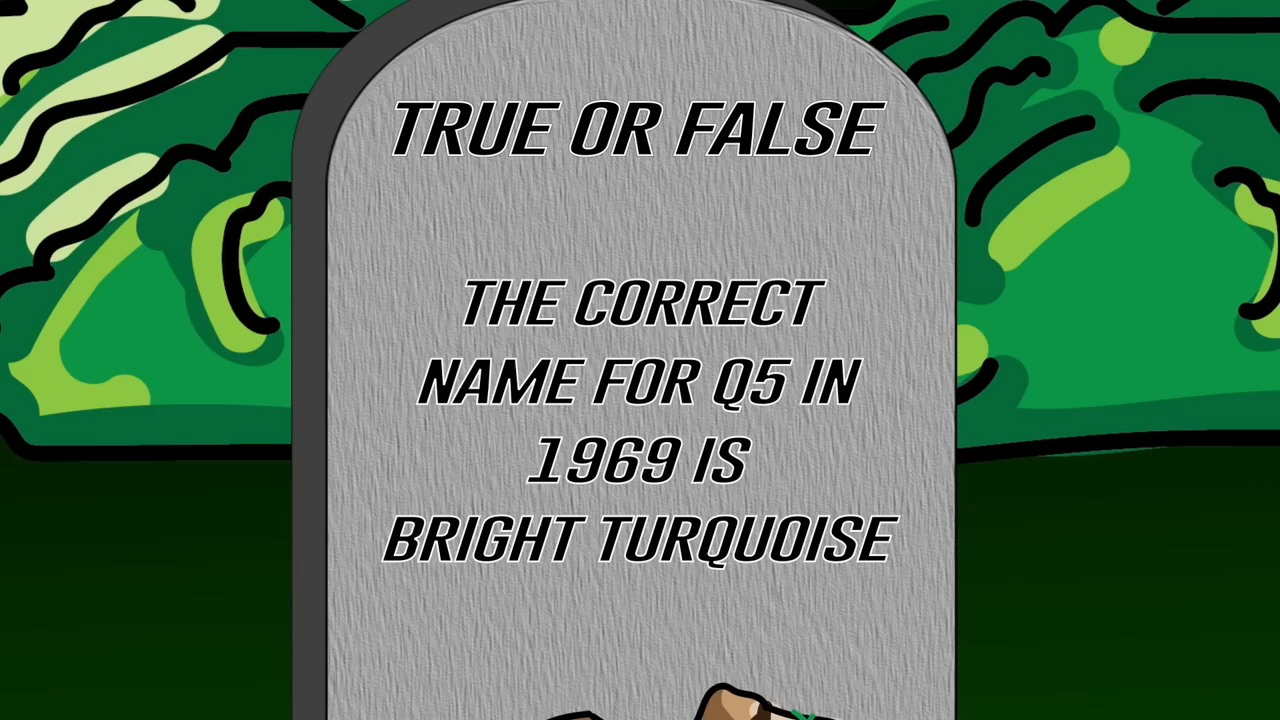 TRUE OR FALSE
THE CORRECT
NAME FOR Q5 IN
1969 IS
BRIGHT TURQUOISE